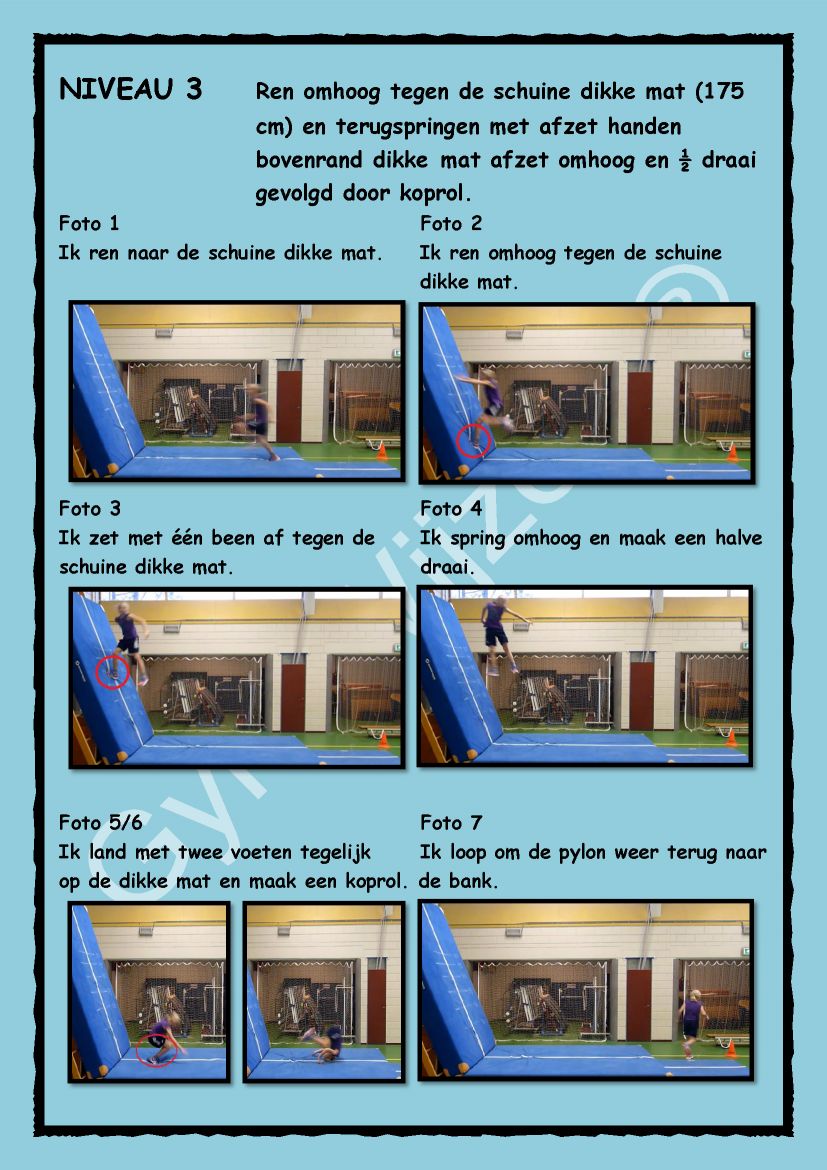 NIVEAU 3
Ren omhoog tegen de schuine dikke mat (175
cm) en terugspringen met afzet handen
bovenrand dikke mat afzet omhoog en ½ draai
gevolgd door koprol.
Foto 1
Ik ren naar de schuine dikke mat.
Foto 2
Ik ren omhoog tegen de schuine
dikke mat.
Foto 3
Ik zet met één been af tegen de
schuine dikke mat.
Foto 4
Ik spring omhoog en maak een halve
draai.
Foto 5/6
Ik land met twee voeten tegelijk
op de dikke mat en maak een koprol.
Foto 7
Ik loop om de pylon weer terug naar
de bank.